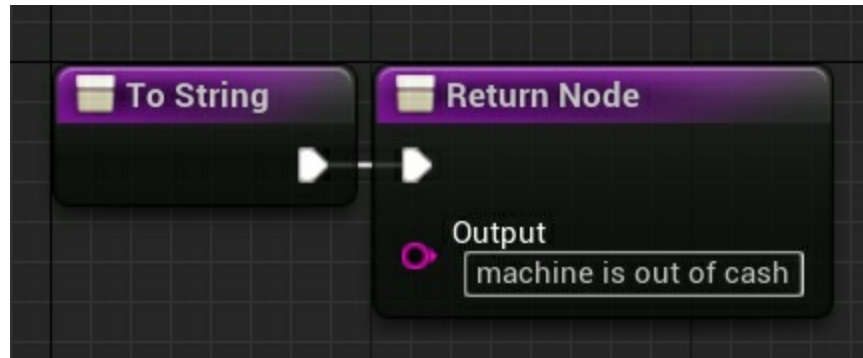 To String
Return Node
Output
machine is out of cash